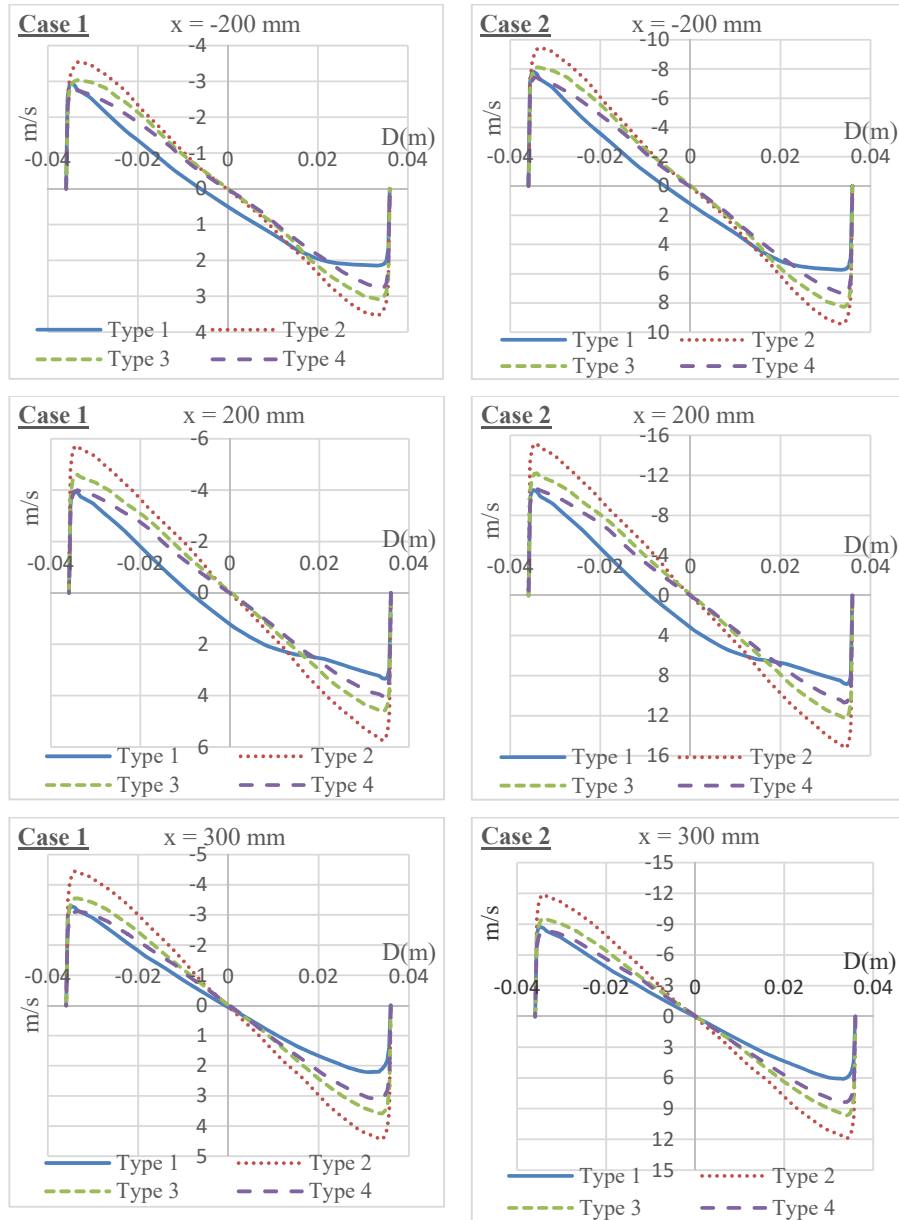 Case 1
x = -200 mm
-4
-3
-2
-1
0
1
2
3
4
-0.04
-0.02
0
0.02
0.04
m/s
D(m)
Type 1
Type 2
Type 3
Type 4
Case 2
x = -200 mm
-10
-8
-6
-4
-2
0
2
4
6
8
10
-0.04
-0.02
0
0.02
0.04
m/s
D(m)
Type 1
Type 2
Type 3
Type 4
Case 1
x = 200 mm
-6
-4
-2
0
2
4
6
-0.04
-0.02
0
0.02
0.04
m/s
D(m)
Type 1
Type 2
Type 3
Type 4
Case 2
x = 200 mm
-16
-12
-8
-4
0
4
8
12
16
-0.04
-0.02
0
0.02
0.04
m/s
D(m)
Type 1
Type 2
Type 3
Type 4
Case 1
x = 300 mm
-5
-4
-3
-2
-1
0
1
2
3
4
5
-0.04
-0.02
0
0.02
0.04
m/s
D(m)
Type 1
Type 2
Type 3
Type 4
Case 2
x = 300 mm
-15
-12
-9
-6
-3
0
3
6
9
12
15
-0.04
-0.02
0
0.02
0.04
m/s
D(m)
Type 1
Type 2
Type 3
Type 4